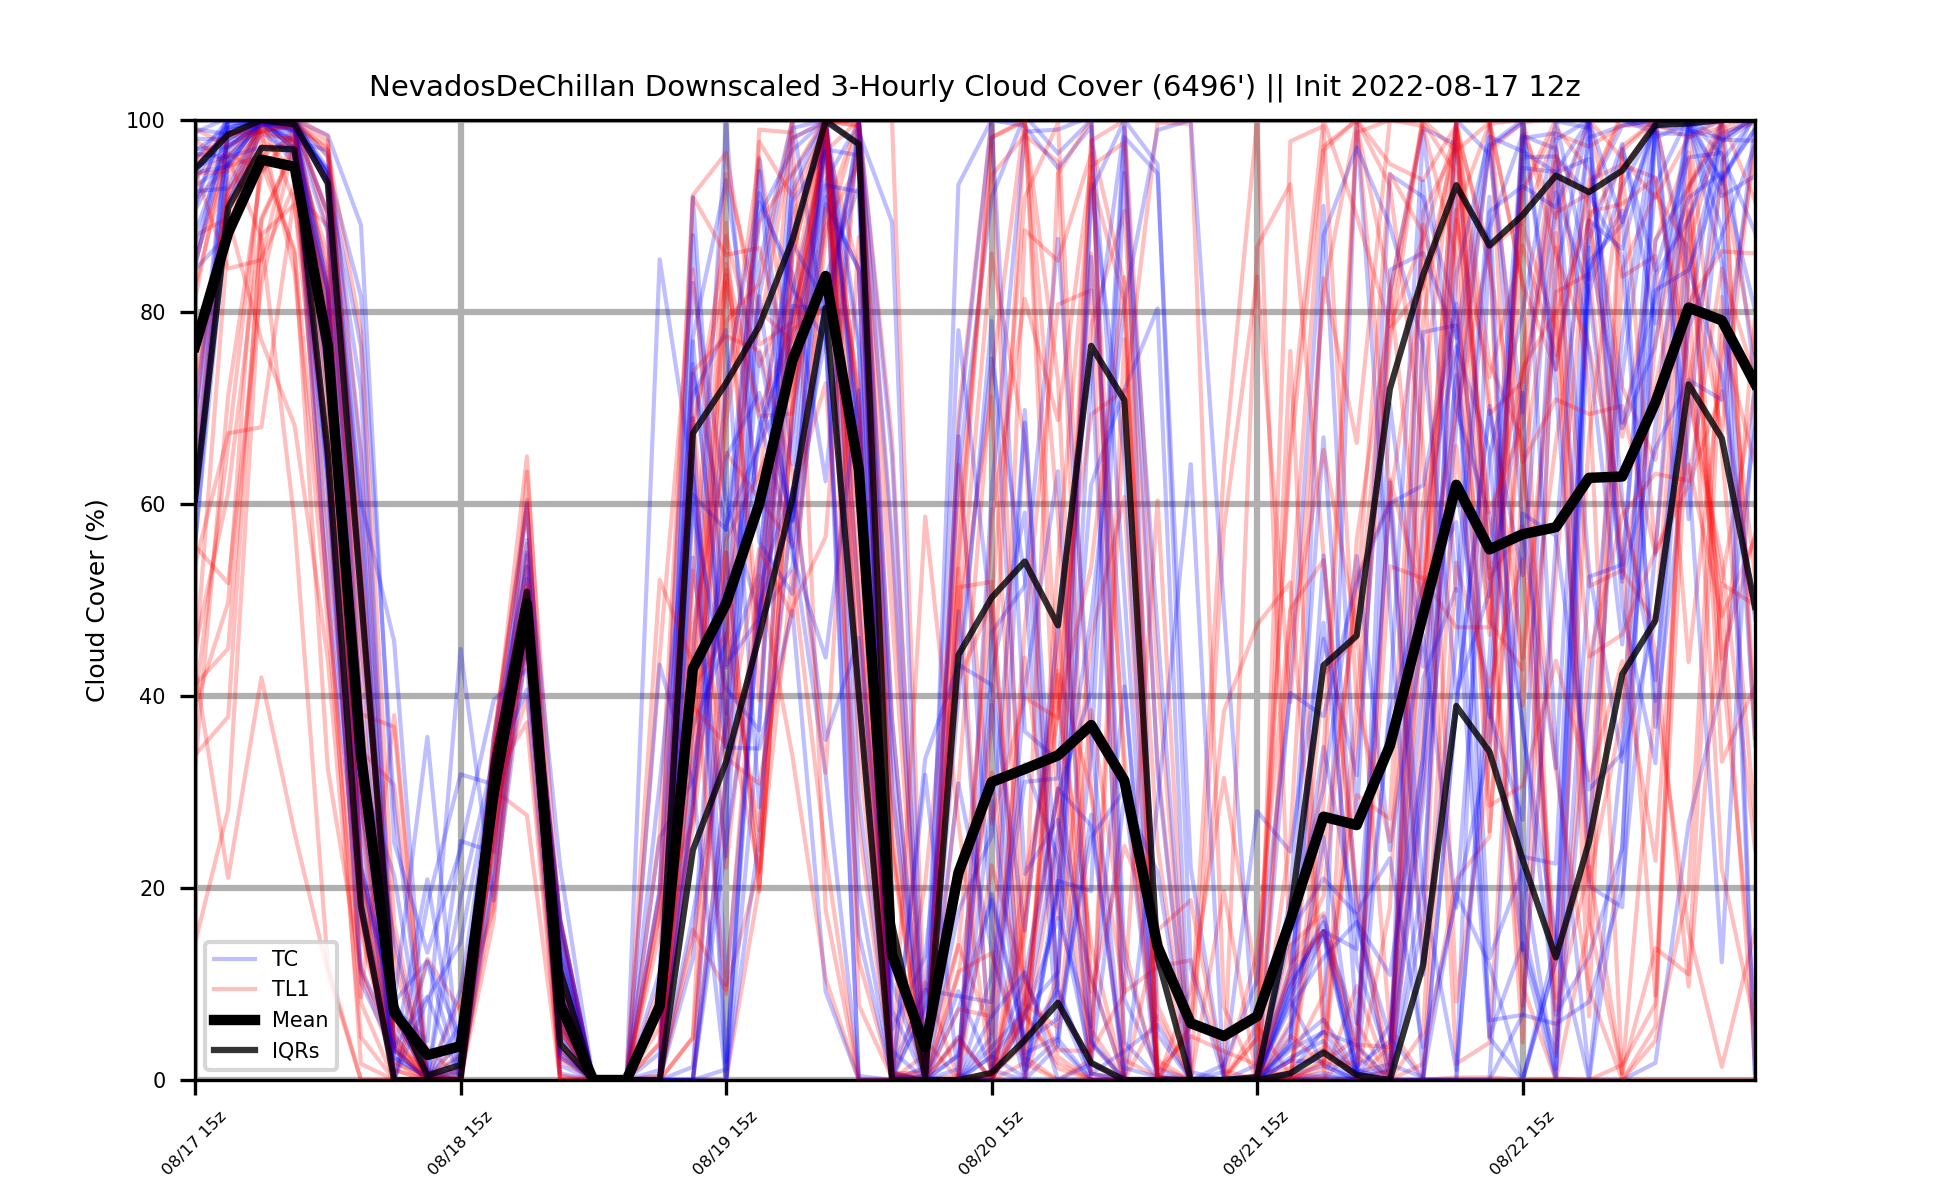 NevadosDeChillan Downscaled 3-Hourly Cloud Cover (6496') || Init 2022-08-17 12z
Cloud Cover (%)
100
80
60
40
20
0
TC
TL1
Mean
IQRs
08/17 15z
08/18 15z
08/19 15z
08/20 15z
08/21 15z
08/22 15z